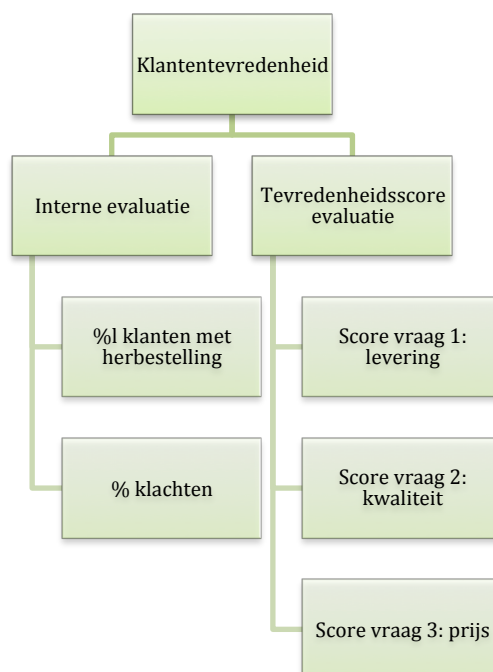 Klantentevredenheid
Interne evaluatie
Tevredenheidsscore
evaluatie
%l klanten met
herbestelling
% klachten
Score vraag 1:
levering
Score vraag 2:
kwaliteit
Score vraag 3: prijs